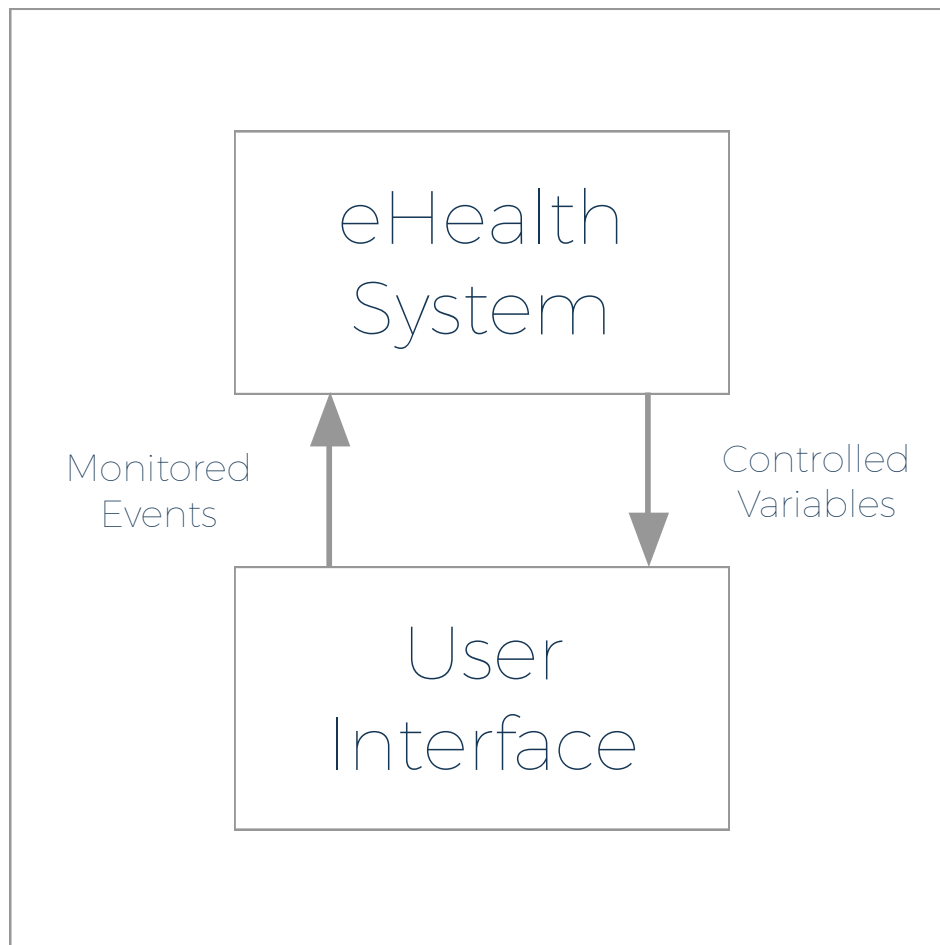 eHealth
System
Monitored
Events
Controlled
Variables
User
Interface